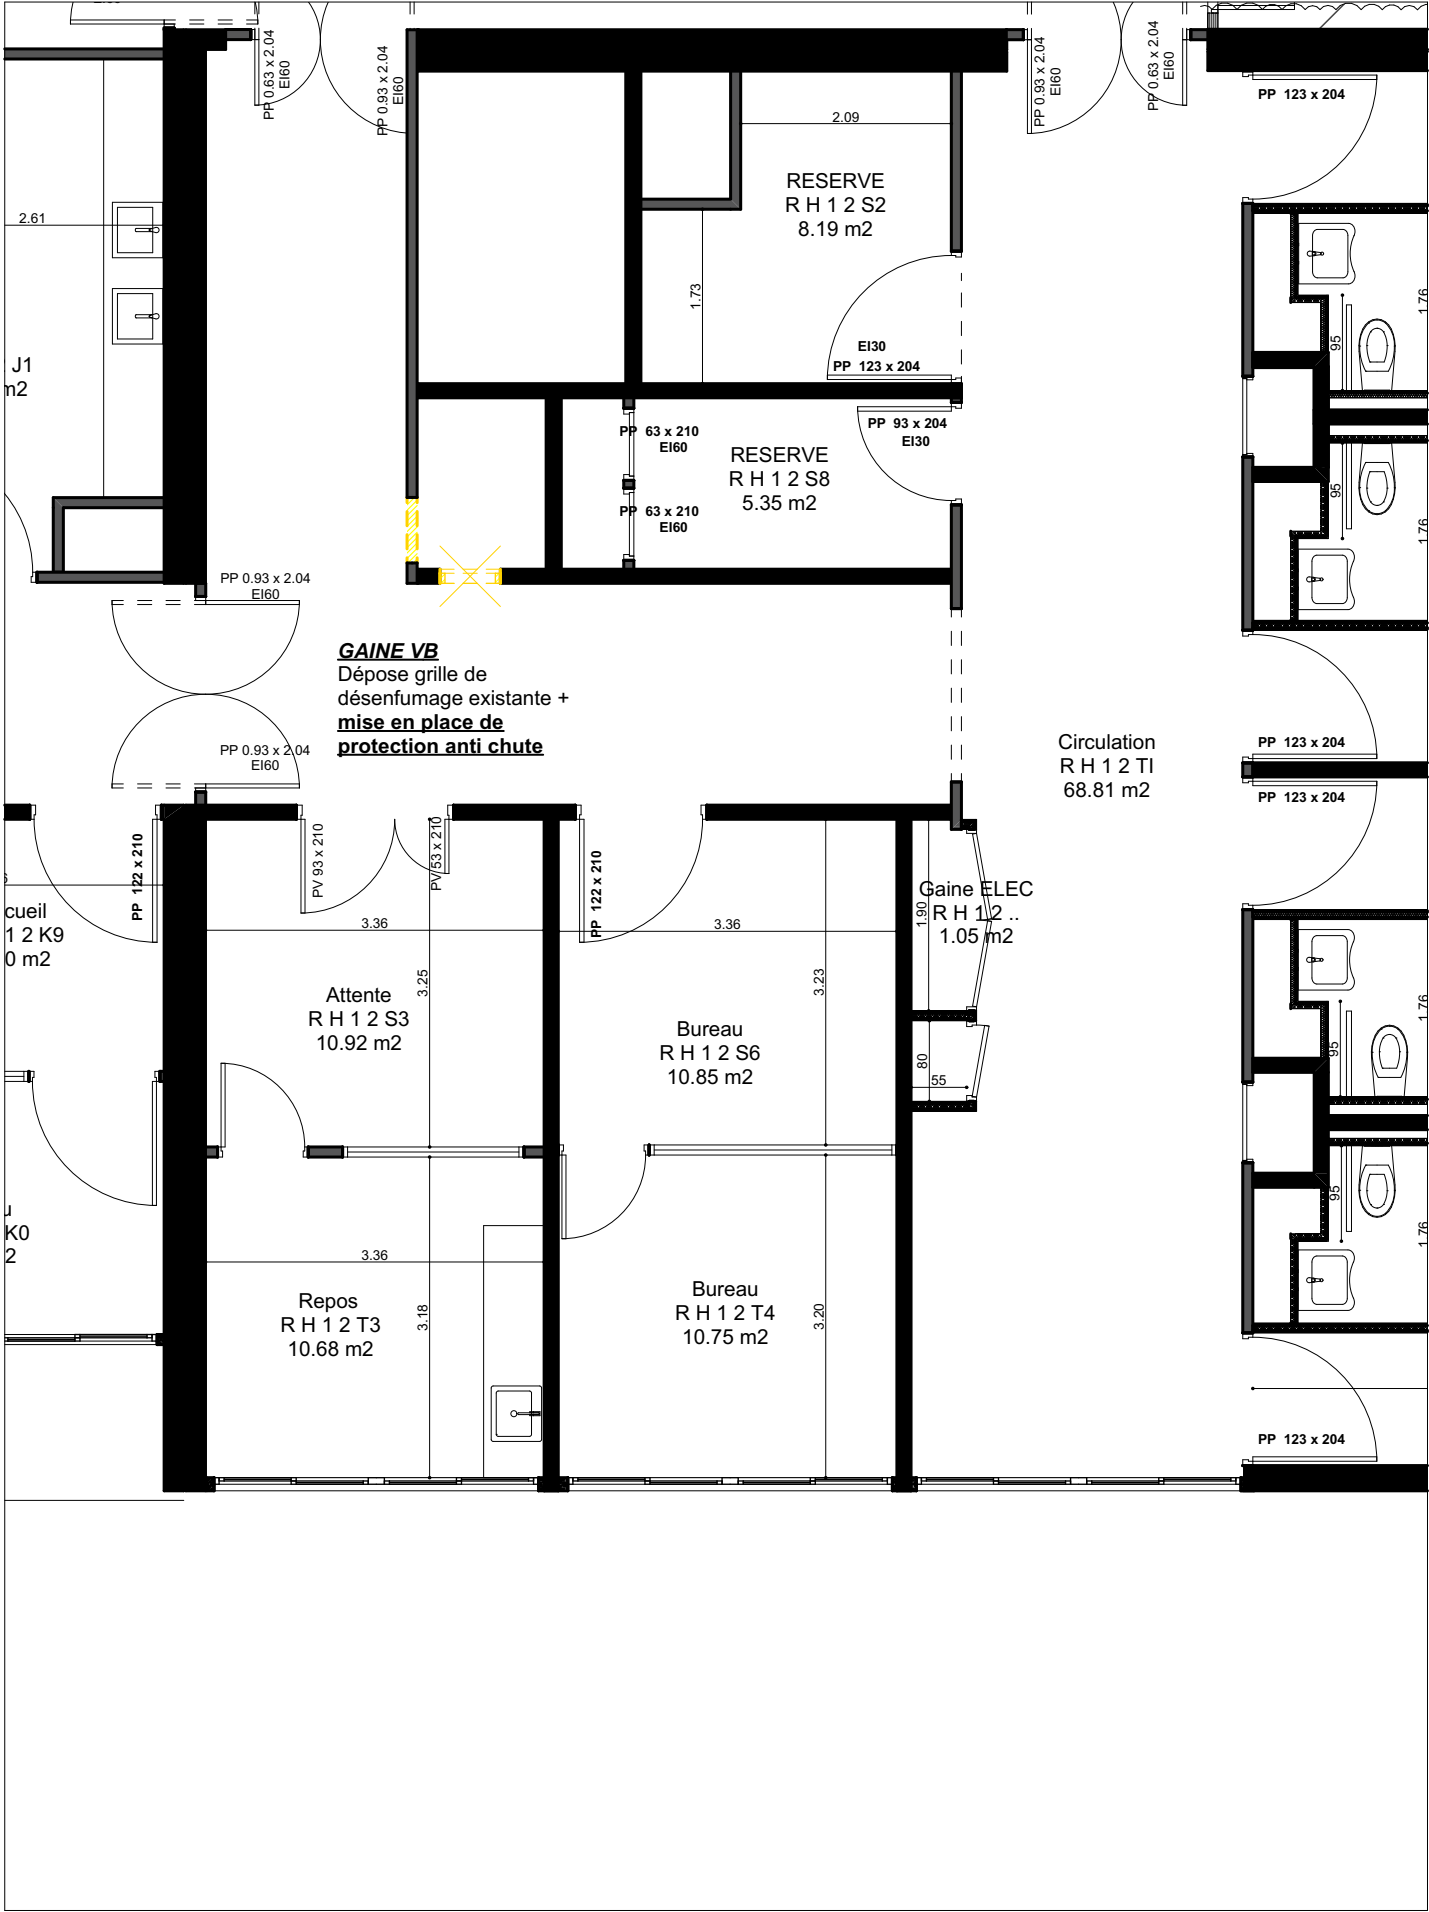 PP 0.63 x 2.04
EI60
PP 0.93 x 2.04
EI60
PP 0.93 x 2.04
EI60
PP 0.63 x 2.04
EI60
PP 123 x 204
2.61
2.09
RESERVE
R H 1 2 S2
8.19 m2
1.73
EI30
PP 123 x 204
J1
m2
95
1.76
PP 63 x 210
EI60
PP 93 x 204
EI30
RESERVE
R H 1 2 S8
5.35 m2
PP 63 x 210
EI60
95
1.76
PP 0.93 x 2.04
EI60
GAINE VB
Dépose grille de
désenfumage existante +
mise en place de
protection anti chute
PP 0.93 x 2.04
EI60
Circulation
R H 1 2 TI
68.81 m2
PP 123 x 204
PP 123 x 204
PP 122 x 210
PV 93 x 210
PV 53 x 210
PP 122 x 210
cueil
1 2 K9
0 m2
3.36
3.36
Gaine ELEC
R H 1 2 ..
1.05 m2
1.90
3.25
3.23
Attente
R H 1 2 S3
10.92 m2
Bureau
R H 1 2 S6
10.85 m2
80
55
95
1.76
K0
2
3.36
3.18
3.20
Repos
R H 1 2 T3
10.68 m2
Bureau
R H 1 2 T4
10.75 m2
95
1.76
PP 123 x 204